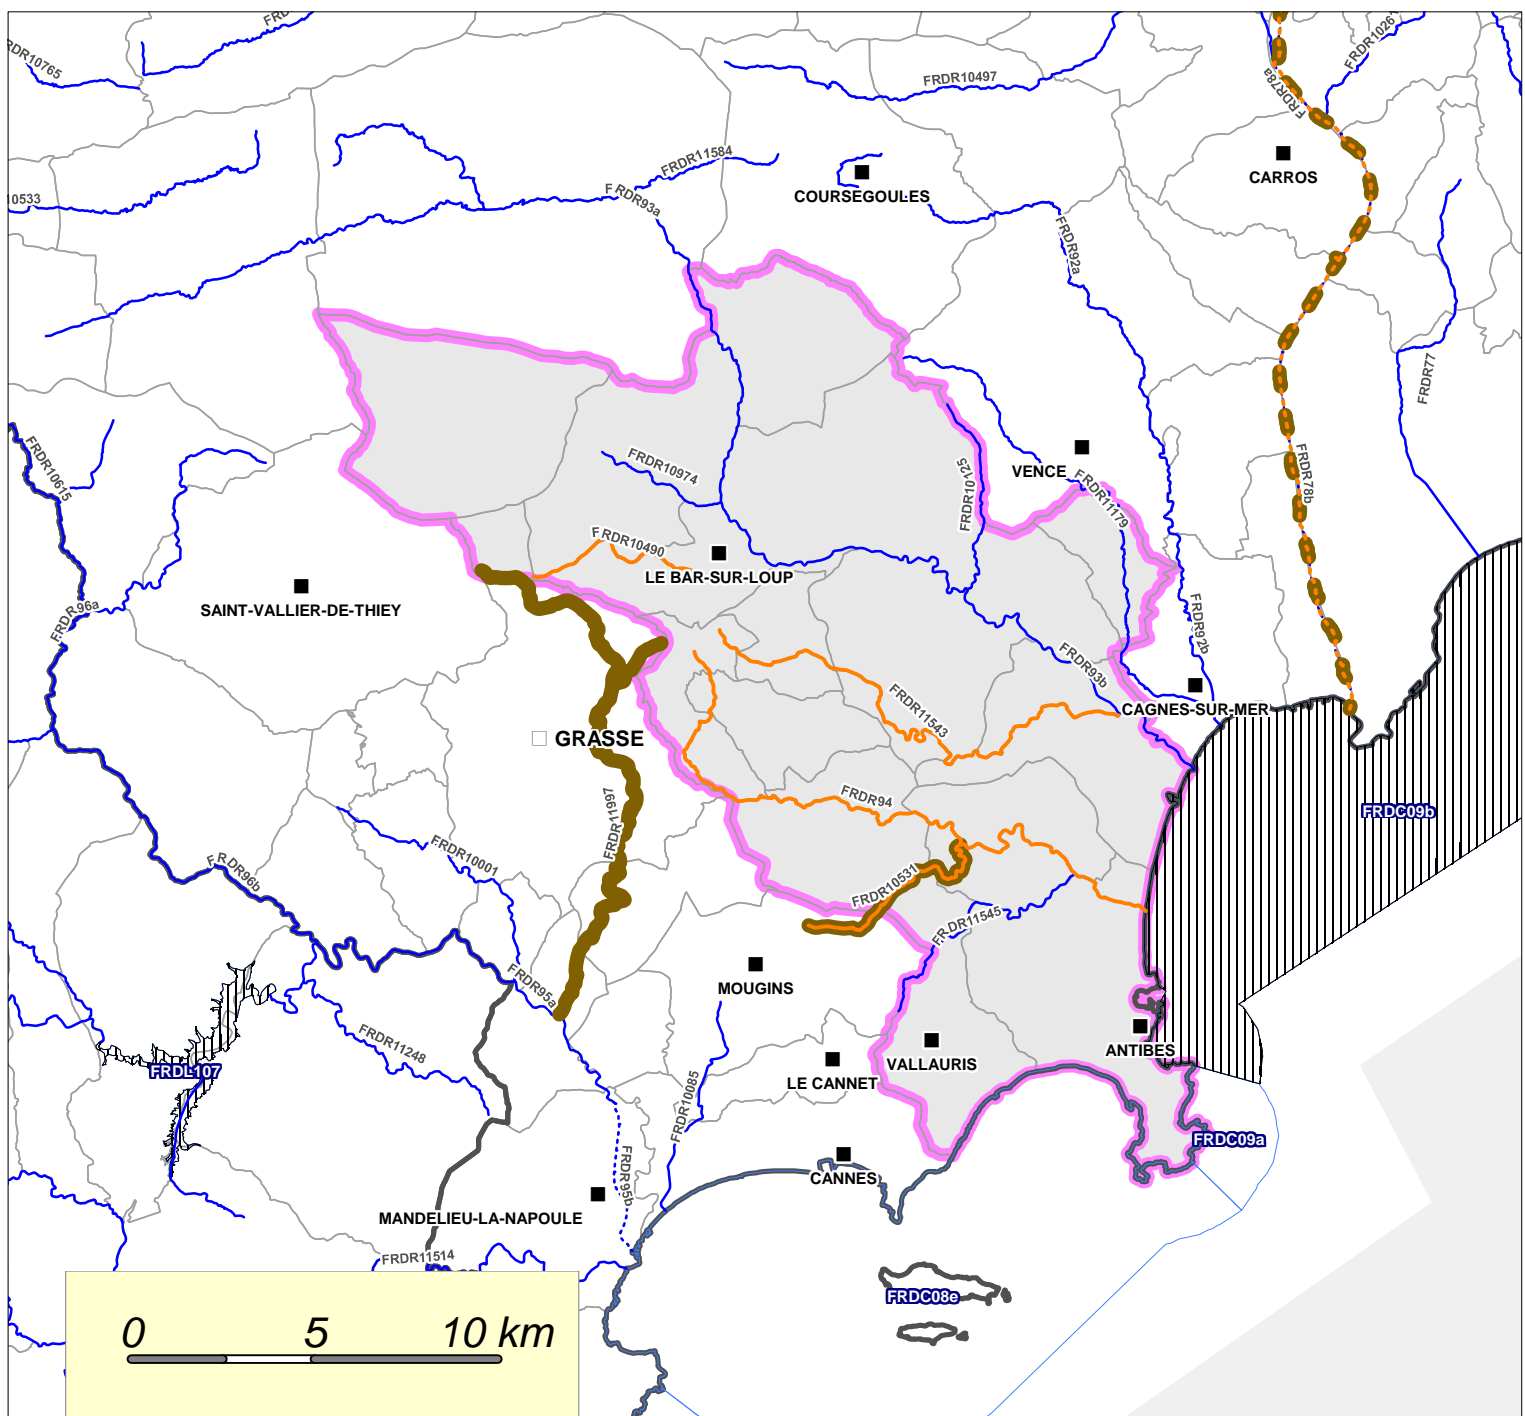 RDR10765
FRDR10497
FRDR1026
FRDR78a
CARROS
FRDR11584
COURSEGOULES
10533
FRDR93a
FRDR92a
FRDR77
FRDR10615
FRDR10974
FRDR10125
VENCE
FRDR11179
FRDR78b
FRDR10490
LE BAR-SUR-LOUP
SAINT-VALLIER-DE-THIEY
FRDR96a
FRDR92b
FRDR93b
CAGNES-SUR-MER
FRDR11543
GRASSE
FRDR94
FRDC09b
FRDR11997
FRDR10001
FRDR96b
FRDR10531
FRDR11545
MOUGINS
FRDR95a
FRDR11248
ANTIBES
VALLAURIS
LE CANNET
FRDL107
FRDR10085
FRDC09a
CANNES
FRDR95b
MANDELIEU-LA-NAPOULE
FRDR11514
FRDC08e
0 5 10 km